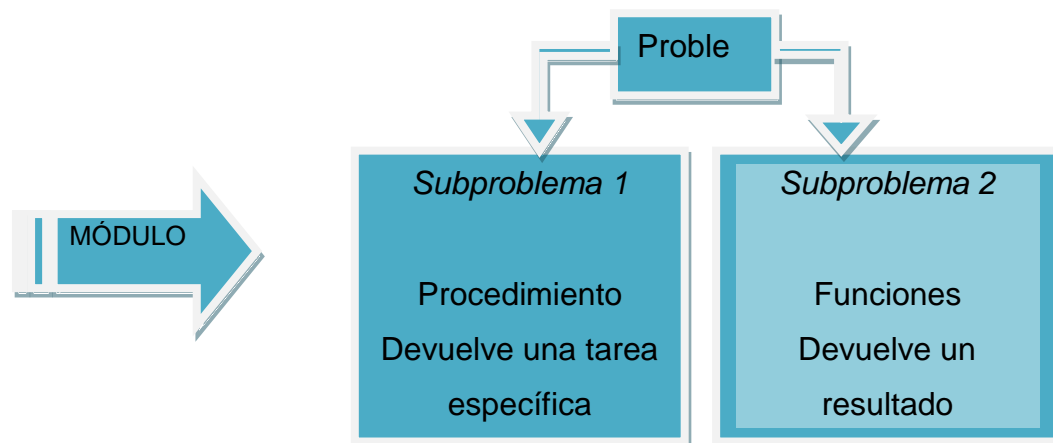 Proble
MÓDULO
Subproblema 1
Procedimiento
Devuelve una tarea
específica
Subproblema 2
Funciones
Devuelve un
resultado